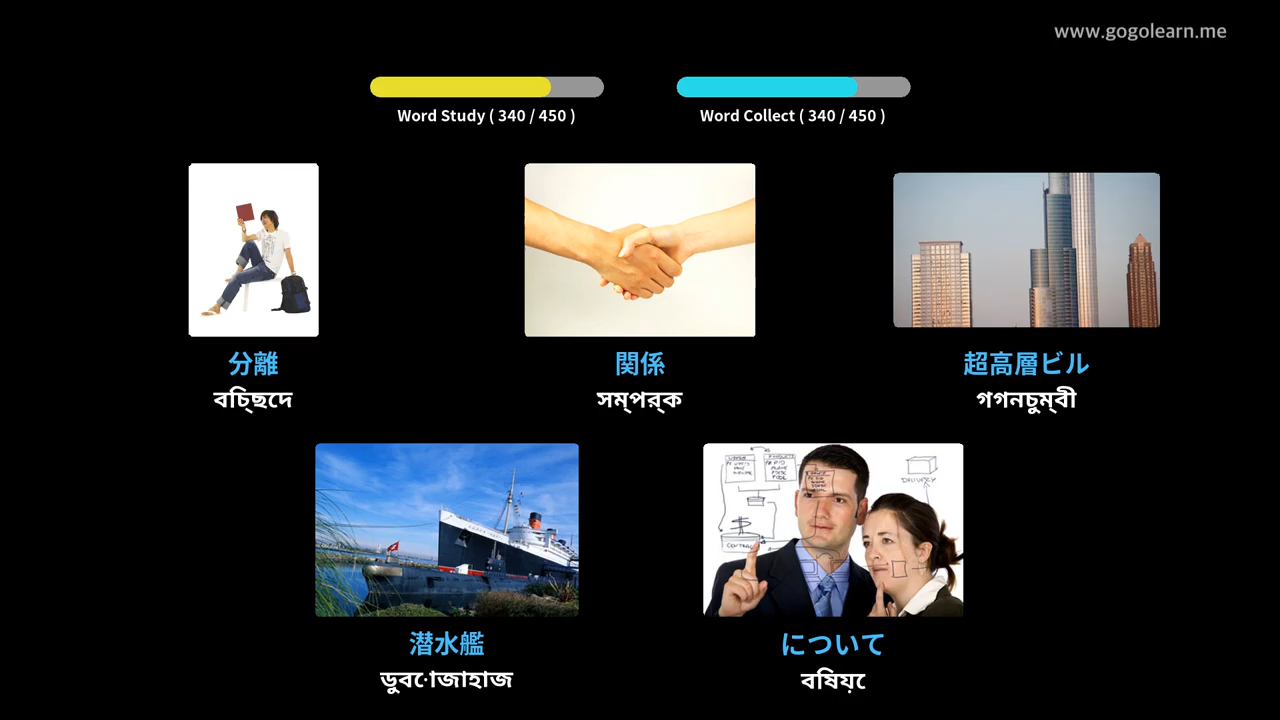 www.gogolearn.me
Word Study ( 340 / 450 )
Word Collect ( 340 / 450 )
分離
বিচ্ছেদ
関係
সম্পর্ক
超高層ビル
গগনচুম্বী
潜水艦
ডুবোজাহাজ
について
বিষয়ে